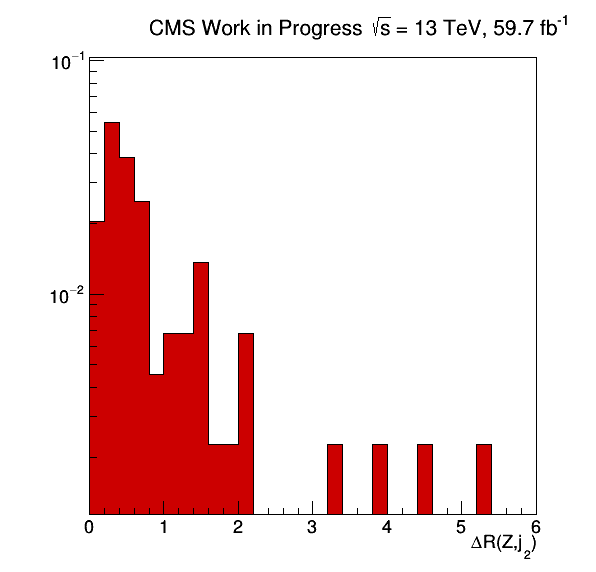 CMS Work in Progress √s = 13 TeV, 59.7 fb⁻¹
10⁻¹
10⁻²
0 1 2 3 4 5 6
ΔR(Z,j₂)